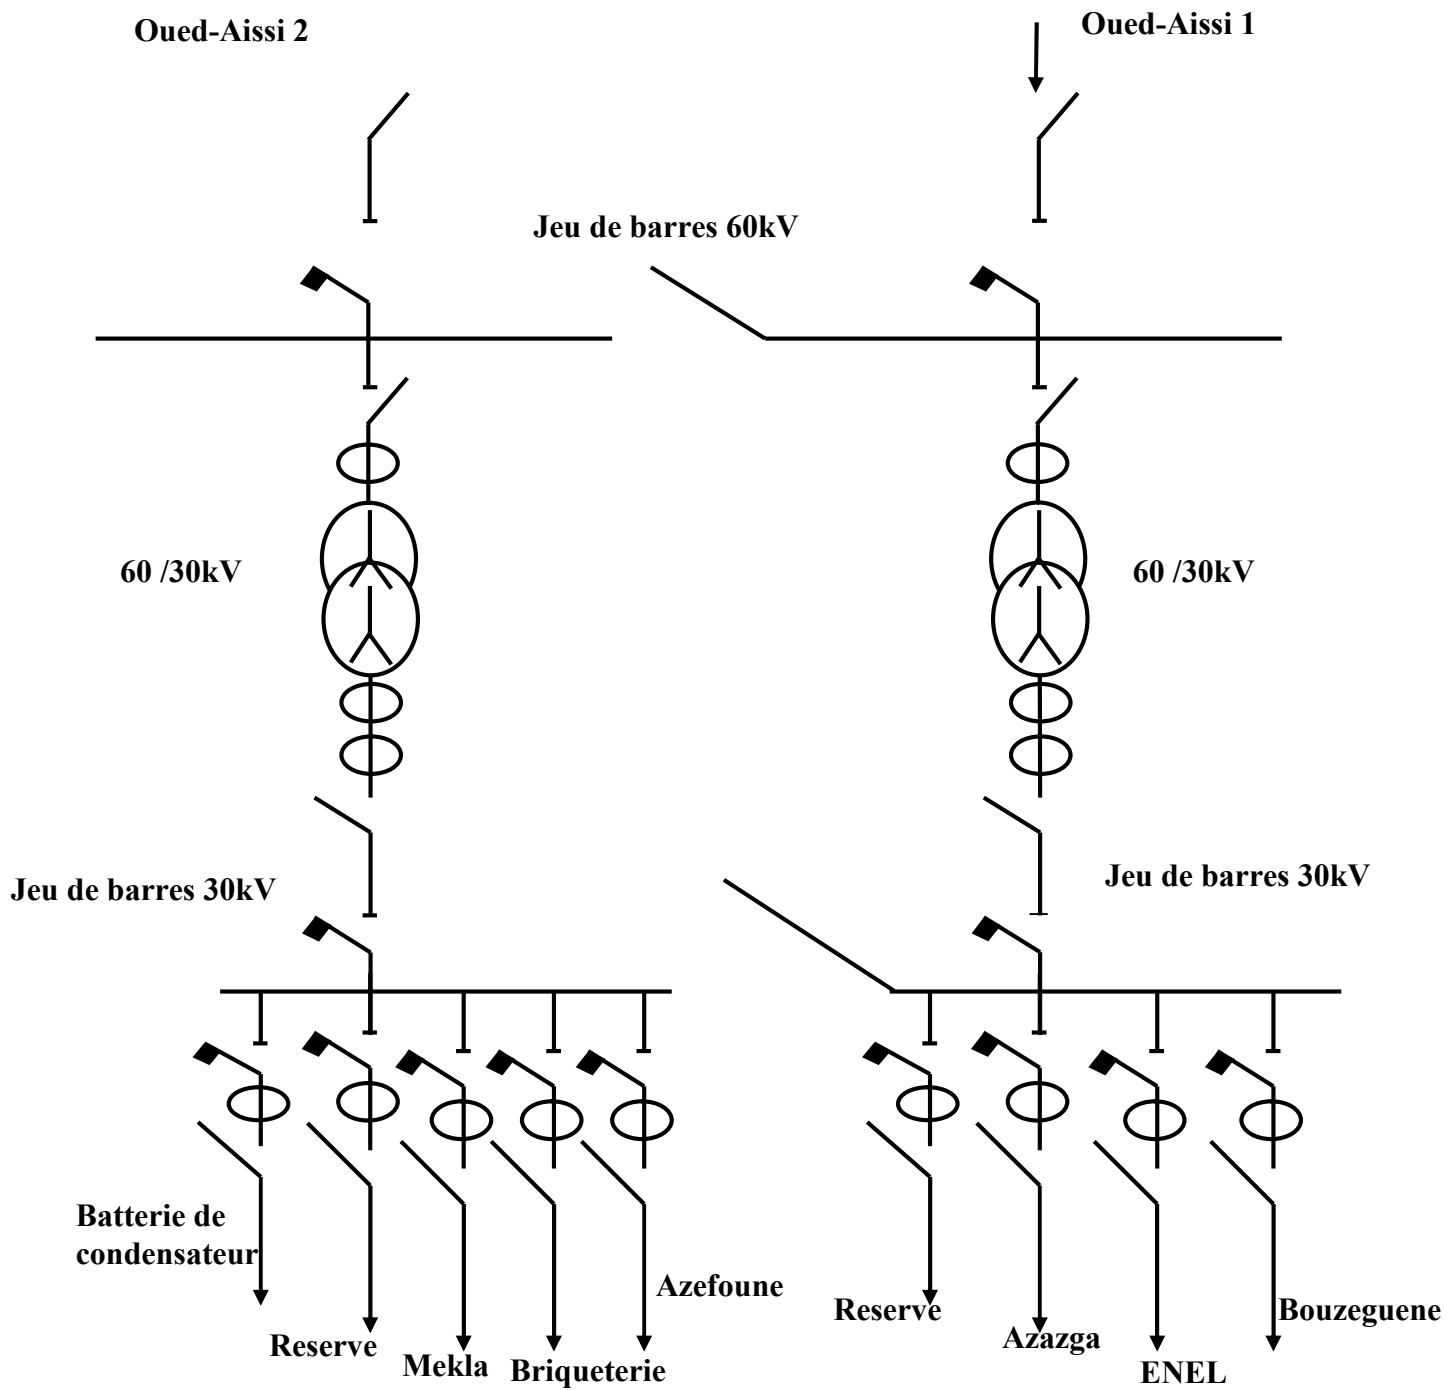 Oued-Aissi 2
Oued-Aissi 1
Jeu de barres 60kV
60 /30kV
60 /30kV
Jeu de barres 30kV
Jeu de barres 30kV
Batterie de
condensateur
Reserve
Mekla
Briqueterie
Azefoune
Reserve
Azazga
ENEL
Bouzeguene